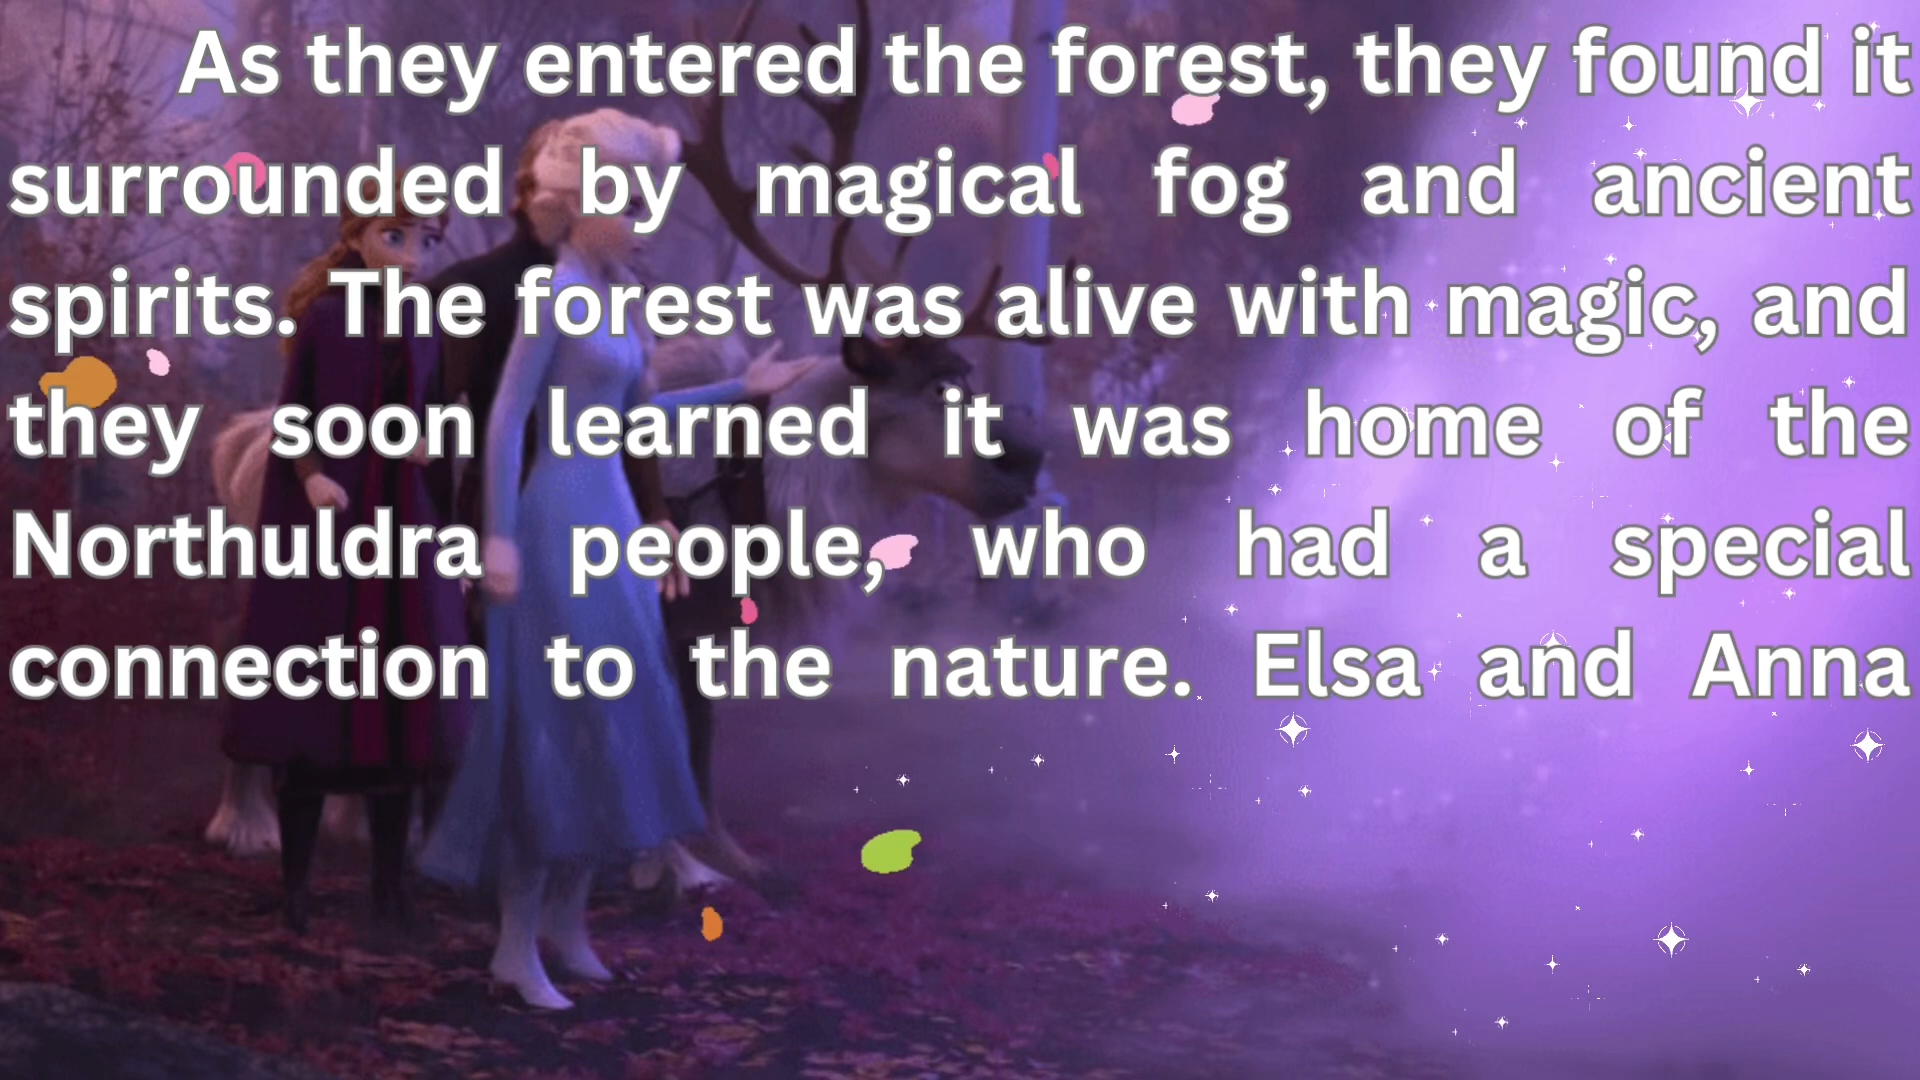 As they entered the forest, they found it
surrounded by magical fog and ancient
spirits. The forest was alive with magic, and
they soon learned it was home of the
Northuldra people, who had a special
connection to the nature. Elsa and Anna